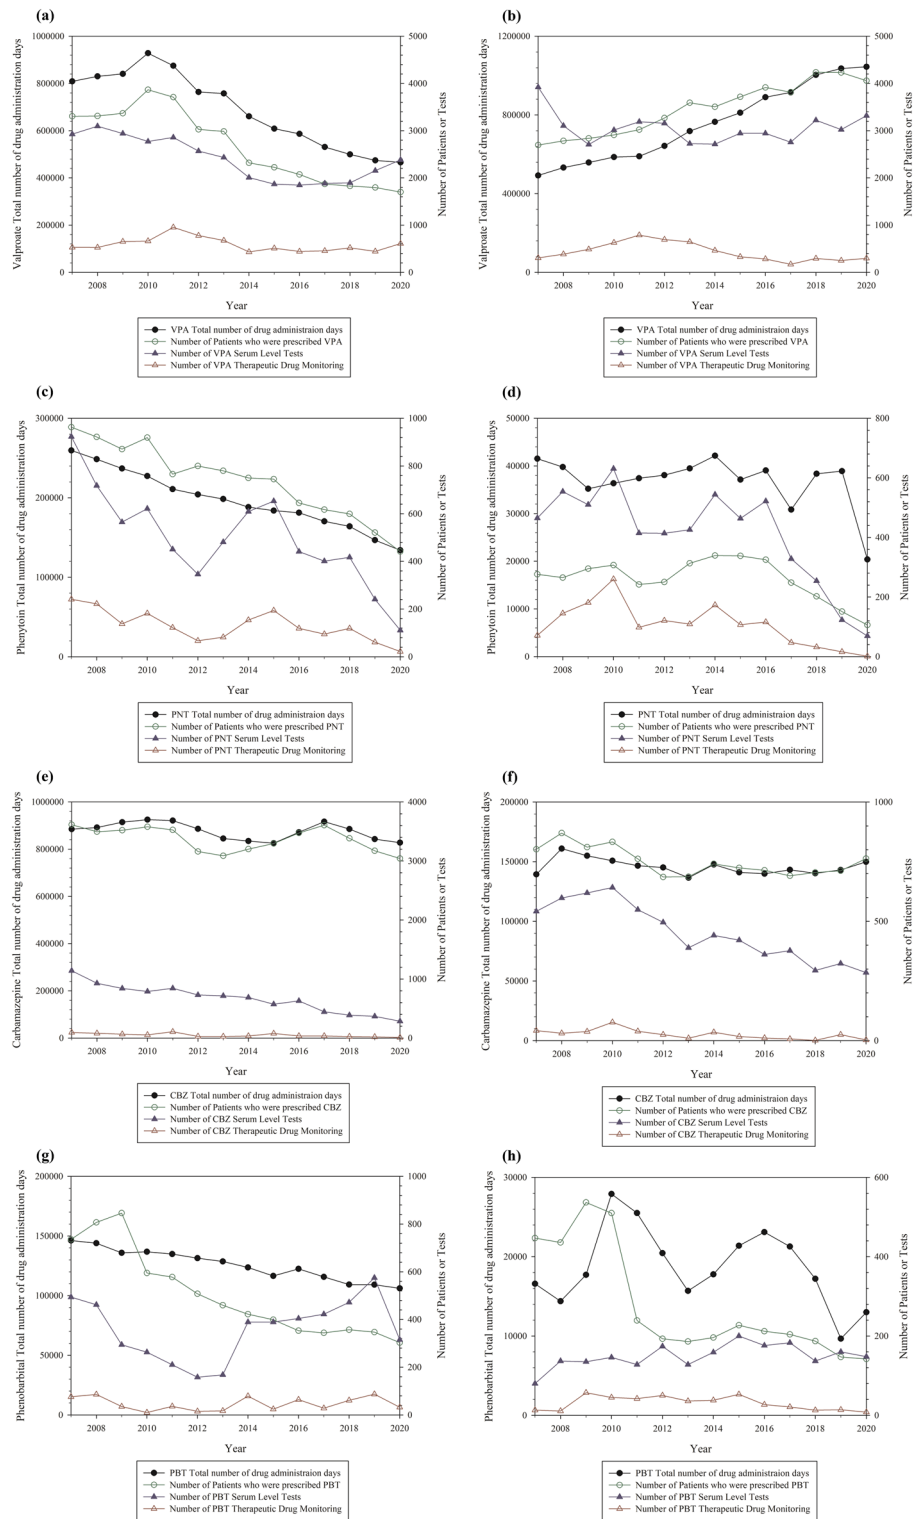 (a)
Valproate Total number of drug administration days
1000000
800000
600000
400000
200000
0
5000
4000
3000
2000
1000
0
Number of Patients or Tests
2008 2010 2012 2014 2016 2018 2020
Year
VPA Total number of drug administraion days
Number of Patients who were prescribed VPA
Number of VPA Serum Level Tests
Number of VPA Therapeutic Drug Monitoring
(b)
Valproate Total number of drug administration days
1200000
800000
400000
0
5000
4000
3000
2000
1000
0
Number of Patients or Tests
2008 2010 2012 2014 2016 2018 2020
Year
VPA Total number of drug administraion days
Number of Patients who were prescribed VPA
Number of VPA Serum Level Tests
Number of VPA Therapeutic Drug Monitoring
(c)
Phenytoin Total number of drug administration days
300000
200000
100000
0
1000
800
600
400
200
0
Number of Patients or Tests
2008 2010 2012 2014 2016 2018 2020
Year
PNT Total number of drug administraion days
Number of Patients who were prescribed PNT
Number of PNT Serum Level Tests
Number of PNT Therapeutic Drug Monitoring
(d)
Phenytoin Total number of drug administration days
50000
40000
30000
20000
10000
0
800
600
400
200
0
Number of Patients or Tests
2008 2010 2012 2014 2016 2018 2020
Year
PNT Total number of drug administraion days
Number of Patients who were prescribed PNT
Number of PNT Serum Level Tests
Number of PNT Therapeutic Drug Monitoring
(e)
Carbamazepine Total number of drug administration days
1000000
800000
600000
400000
200000
0
4000
3000
2000
1000
0
Number of Patients or Tests
2008 2010 2012 2014 2016 2018 2020
Year
CBZ Total number of drug administraion days
Number of Patients who were prescribed CBZ
Number of CBZ Serum Level Tests
Number of CBZ Therapeutic Drug Monitoring
(f)
Carbamazepine Total number of drug administration days
200000
150000
100000
50000
0
1000
500
0
Number of Patients or Tests
2008 2010 2012 2014 2016 2018 2020
Year
CBZ Total number of drug administraion days
Number of Patients who were prescribed CBZ
Number of CBZ Serum Level Tests
Number of CBZ Therapeutic Drug Monitoring
(g)
Phenobarbital Total number of drug administration days
200000
150000
100000
50000
0
1000
800
600
400
200
0
Number of Patients or Tests
2008 2010 2012 2014 2016 2018 2020
Year
PBT Total number of drug administraion days
Number of Patients who were prescribed PBT
Number of PBT Serum Level Tests
Number of PBT Therapeutic Drug Monitoring
(h)
Phenobarbital Total number of drug administration days
30000
20000
10000
0
600
400
200
0
Number of Patients or Tests
2008 2010 2012 2014 2016 2018 2020
Year
PBT Total number of drug administraion days
Number of Patients who were prescribed PBT
Number of PBT Serum Level Tests
Number of PBT Therapeutic Drug Monitoring